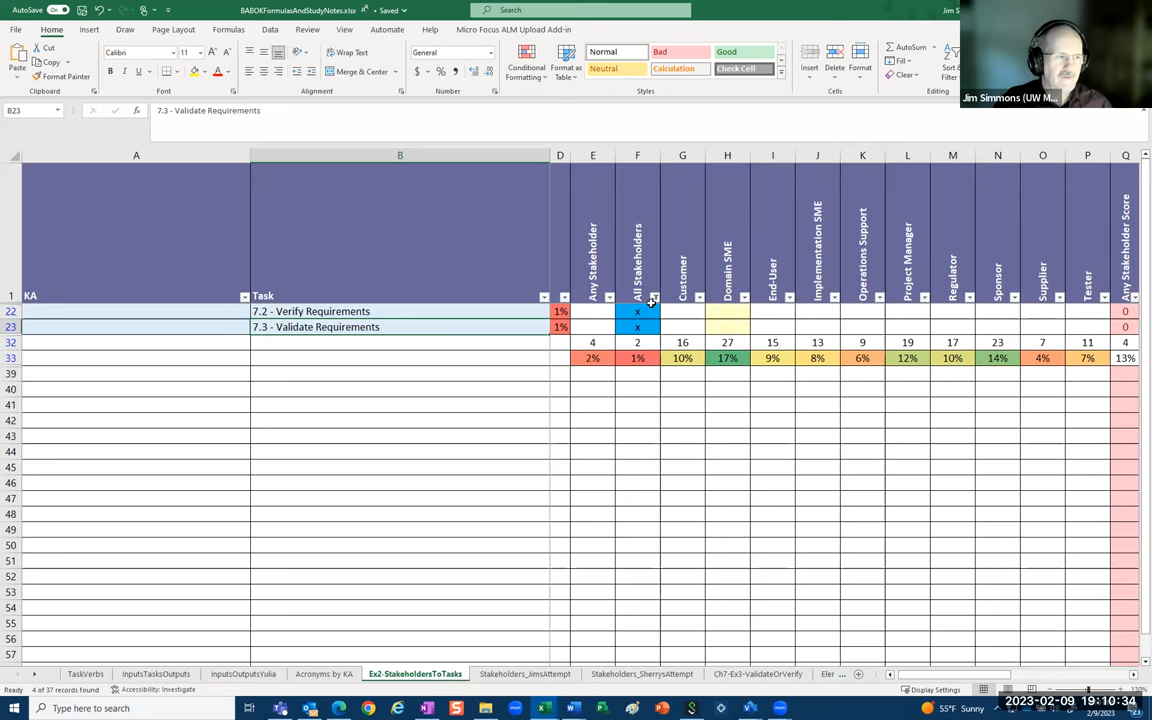 AutoSave On BABOKFormulasAndStudyNotes.xlsx Saved Search Jim S
File Home Insert Draw Page Layout Formulas Data Review View Automate Help Micro Focus ALM Upload Add-in
Cut
Copy
Format Painter
Paste
Calibri 11
General
Wrap Text
Merge & Center
Conditional Formatting
Format as Table
Normal Bad Good
Neutral Calculation Check Cell
Insert Delete Format
AutoSum
Fill
Clear
Clipboard Font Alignment Number Styles Cells Editing
Jim Simmons (UW M...
B23 fx 7.3 - Validate Requirements
A B D E F G H I J K L M N O P Q
1 KA Task Any Stakeholder All Stakeholders Customer Domain SME End-User Implementation SME Operations Support Project Manager Regulator Sponsor Supplier Tester Any Stakeholder Score
22 7.2 - Verify Requirements 1% x 0
23 7.3 - Validate Requirements 1% x 0
32 4 2 16 27 15 13 9 19 17 23 7 11 4
33 2% 1% 10% 17% 9% 8% 6% 12% 10% 14% 4% 7% 13%
39
40
41
42
43
44
45
46
47
48
49
50
51
52
53
54
55
56
57
TaskVerbs InputsTasksOutputs InputsOutputsYulia Acronyms by KA Ex2-StakeholdersToTasks Stakeholders_JimsAttempt Stakeholders_SherrysAttempt Ch7-Ex3-ValidateOrVerify Eler ...
Ready 4 of 37 records found Accessibility: Investigate Display Settings
2023-02-09 19:10:34
Type here to search
55°F Sunny
2/9/2023